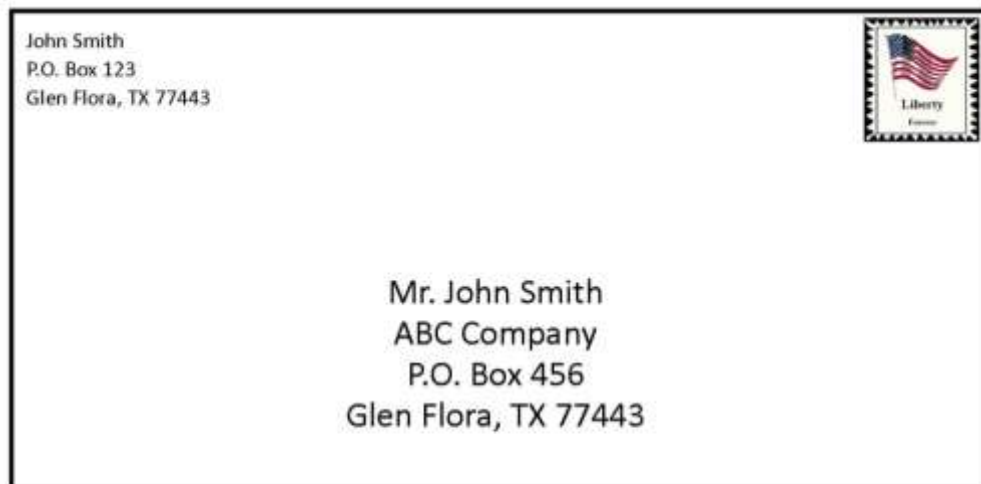 John Smith
P.O. Box 123
Glen Flora, TX 77443
Liberty
Forever
Mr. John Smith
ABC Company
P.O. Box 456
Glen Flora, TX 77443